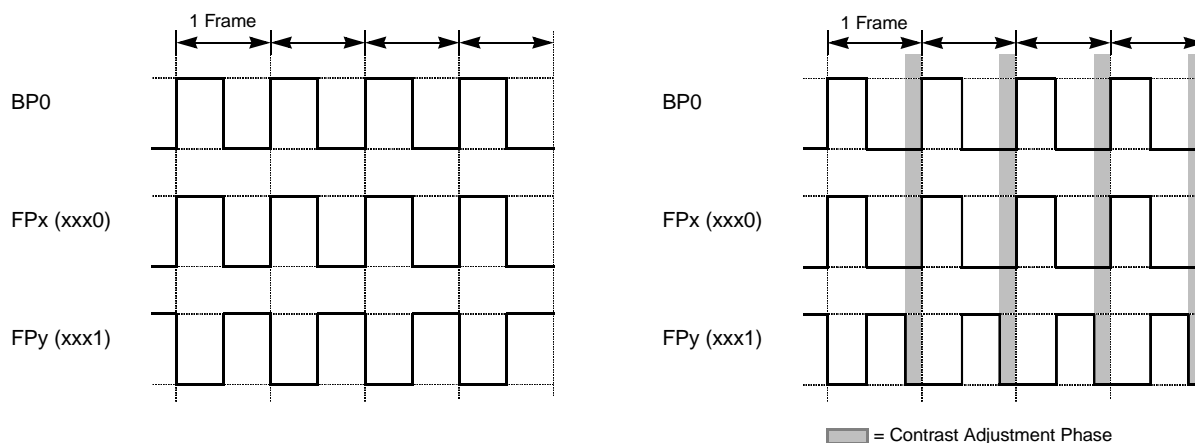 1 Frame
BP0
FPx (xxx0)
FPy (xxx1)
1 Frame
BP0
FPx (xxx0)
FPy (xxx1)
= Contrast Adjustment Phase